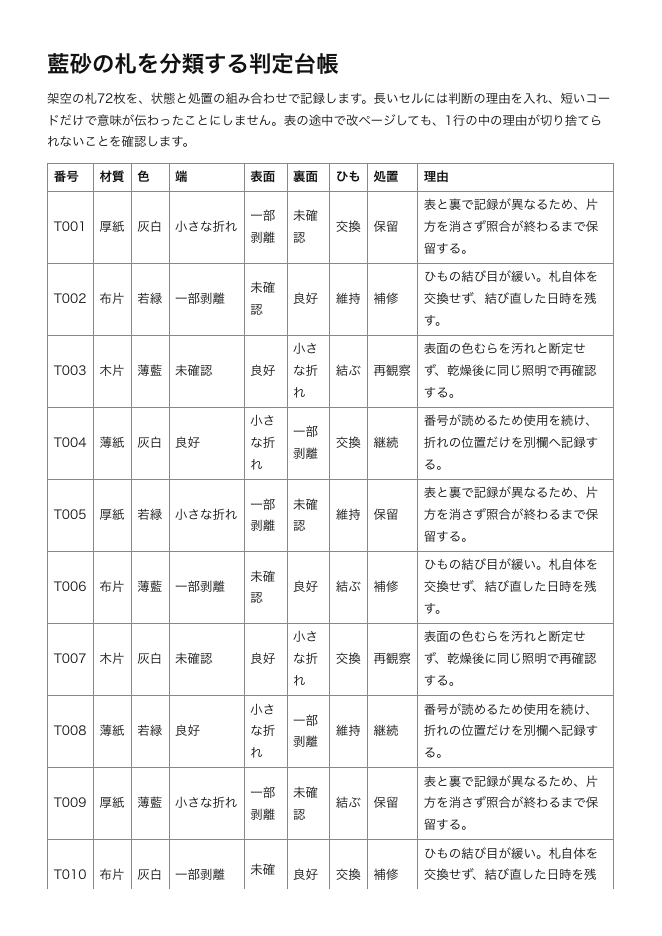 藍砂の札を分類する判定台帳
架空の札72枚を、状態と処置の組み合わせで記録します。長いセルには判断の理由を入れ、短いコー
ドだけで意味が伝わったことにしません。表の途中で改ページしても、1行の中の理由が切り捨てら
れないことを確認します。
番号 材質 色 端 表面 裏面 ひも 処置 理由
T001 厚紙 灰白 小さな折れ 一部剥離 未確認 交換 保留 表と裏で記録が異なるため、片方を消さず照合が終わるまで保留する。
T002 布片 若緑 一部剥離 未確認 良好 維持 補修 ひもの結び目が緩い。札自体を交換せず、結び直した日時を残す。
T003 木片 薄藍 未確認 良好 小さな折れ 結ぶ 再観察 表面の色むらを汚れと断定せず、乾燥後に同じ照明で再確認する。
T004 薄紙 灰白 良好 小さな折れ 一部剥離 交換 継続 番号が読めるため使用を続け、折れの位置だけを別欄へ記録する。
T005 厚紙 若緑 小さな折れ 一部剥離 未確認 維持 保留 表と裏で記録が異なるため、片方を消さず照合が終わるまで保留する。
T006 布片 薄藍 一部剥離 未確認 良好 結ぶ 補修 ひもの結び目が緩い。札自体を交換せず、結び直した日時を残す。
T007 木片 灰白 未確認 良好 小さな折れ 交換 再観察 表面の色むらを汚れと断定せず、乾燥後に同じ照明で再確認する。
T008 薄紙 若緑 良好 小さな折れ 一部剥離 維持 継続 番号が読めるため使用を続け、折れの位置だけを別欄へ記録する。
T009 厚紙 薄藍 小さな折れ 一部剥離 未確認 結ぶ 保留 表と裏で記録が異なるため、片方を消さず照合が終わるまで保留する。
T010 布片 灰白 一部剥離 未確 良好 交換 補修 ひもの結び目が緩い。札自体を交換せず、結び直した日時を残